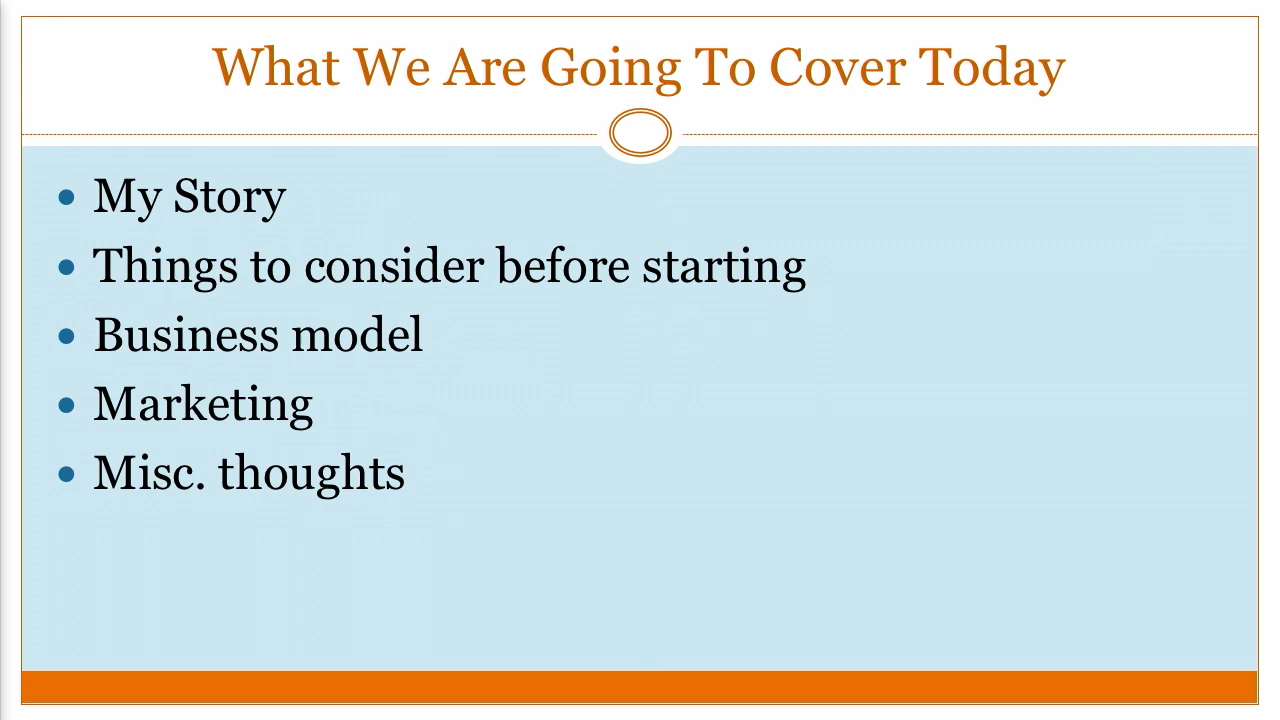 What We Are Going To Cover Today
• My Story
• Things to consider before starting
• Business model
• Marketing
• Misc. thoughts